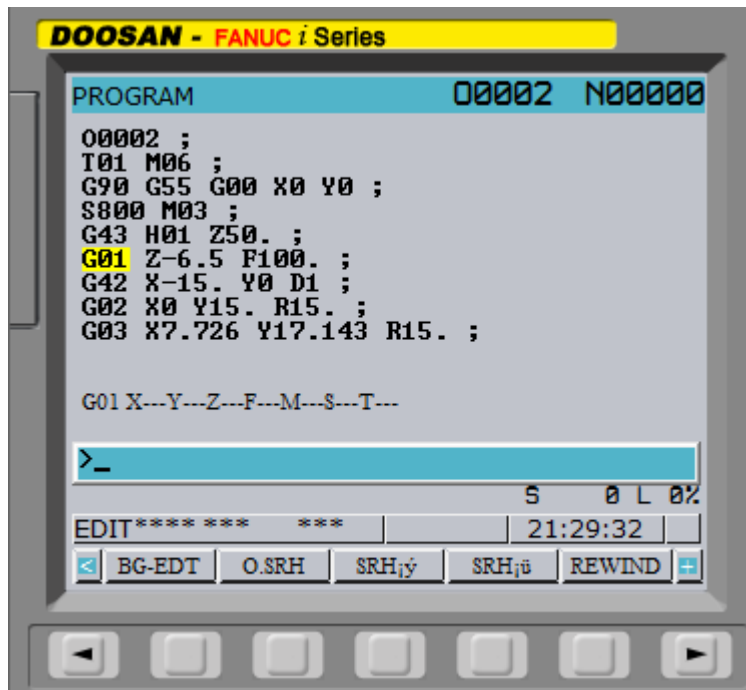 DOOSAN - FANUC i Series
PROGRAM O0002 N00000
O0002 ;
T01 M06 ;
G90 G55 G00 X0 Y0 ;
S800 M03 ;
G43 H01 Z50. ;
G01 Z-6.5 F100. ;
G42 X-15. Y0 D1 ;
G02 X0 Y15. R15. ;
G03 X7.726 Y17.143 R15. ;
G01 X---Y---Z---F---M---S---T---
>_
S 0 L 0%
EDIT**** *** *** 21:29:32
< BG-EDT O.SRH SRH¡ý SRH¡ü REWIND +